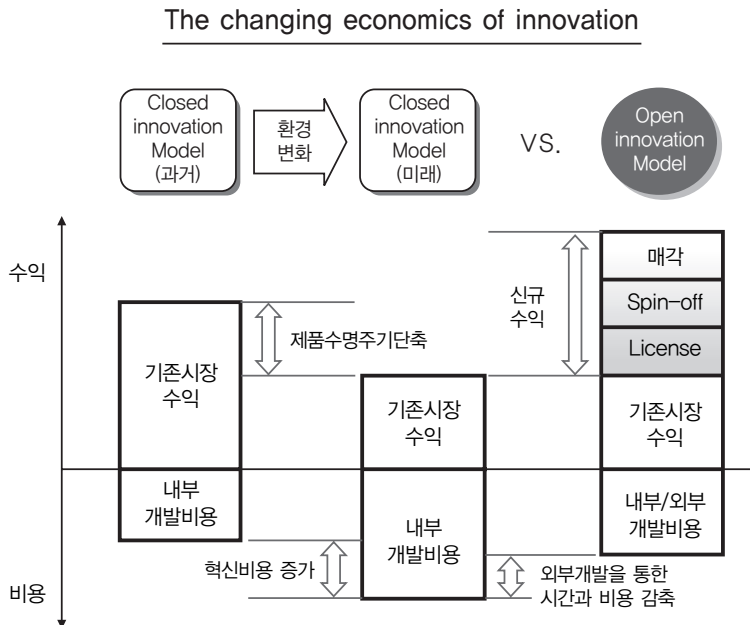 The changing economics of innovation
Closed
innovation
Model
(과거)
환경
변화
Closed
innovation
Model
(미래)
VS.
Open
innovation
Model
수익
비용
기존시장
수익
내부
개발비용
제품수명주기단축
혁신비용 증가
기존시장
수익
내부
개발비용
신규
수익
매각
Spin-off
License
기존시장
수익
내부/외부
개발비용
외부개발을 통한
시간과 비용 감축